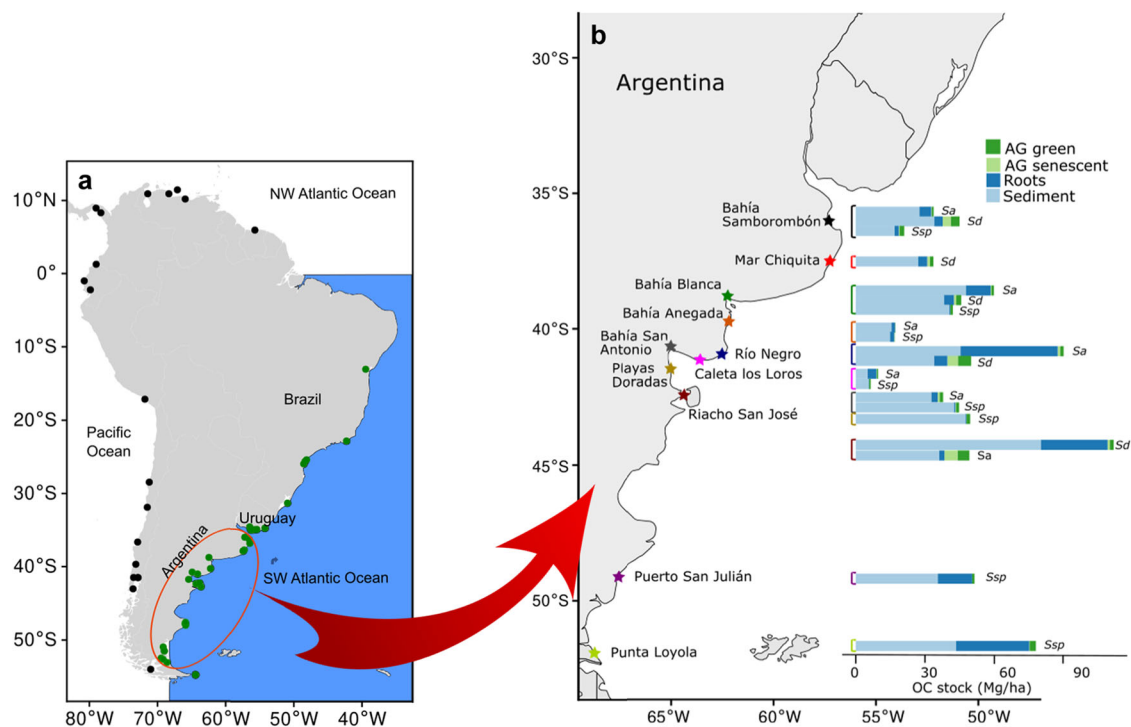 a
NW Atlantic Ocean
10°N
0°
10°S
20°S
30°S
40°S
50°S
Brazil
Pacific
Ocean
Uruguay
Argentina
SW Atlantic Ocean
80°W 70°W 60°W 50°W 40°W
b
30°S
Argentina
35°S
40°S
45°S
50°S
AG green
AG senescent
Roots
Sediment
Bahía
Samborombón
Mar Chiquita
Bahía Blanca
Bahía Anegada
Bahía San
Antonio
Río Negro
Playas
Doradas
Caleta los Loros
Riacho San José
Puerto San Julián
Punta Loyola
Sa
Sd
Ssp
Sd
Sa
Sd
Ssp
Sa
Ssp
Sa
Sd
Sa
Ssp
Sa
Ssp
Ssp
Sd
Sa
Ssp
Ssp
0 30 60 90
OC stock (Mg/ha)
65°W 60°W 55°W 50°W